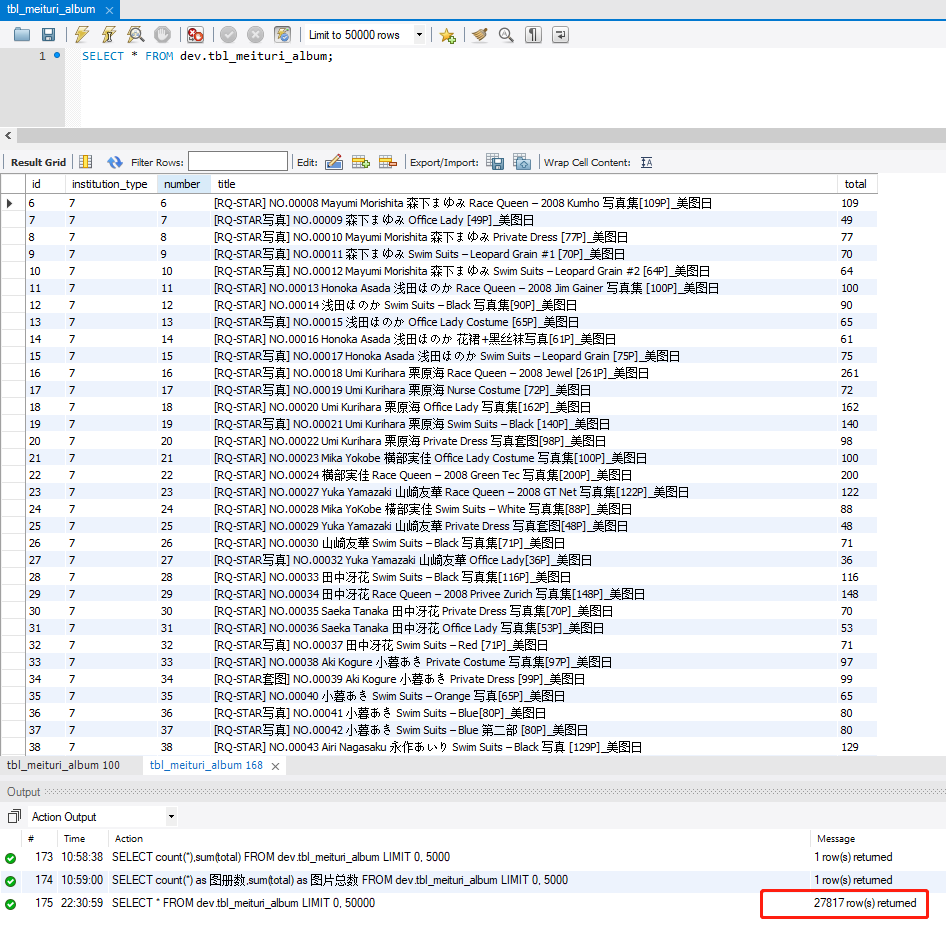 tbl_meituri_album
Limit to 50000 rows
1 SELECT * FROM dev.tbl_meituri_album;
Result Grid Filter Rows: Edit: Export/Import: Wrap Cell Content:
id institution_type number title total
6 7 6 [RQ-STAR] NO.00008 Mayumi Morishita 森下まゆみ Race Queen – 2008 Kumho 写真集[109P]_美图日 109
7 7 7 [RQ-STAR写真] NO.00009 森下まゆみ Office Lady [49P]_美图日 49
8 7 8 [RQ-STAR写真] NO.00010 Mayumi Morishita 森下まゆみ Private Dress [77P]_美图日 77
9 7 9 [RQ-STAR写真] NO.00011 森下まゆみ Swim Suits – Leopard Grain #1 [70P]_美图日 70
10 7 10 [RQ-STAR写真] NO.00012 Mayumi Morishita 森下まゆみ Swim Suits – Leopard Grain #2 [64P]_美图日 64
11 7 11 [RQ-STAR写真] NO.00013 Honoka Asada 浅田ほのか Race Queen – 2008 Jim Gainer 写真集 [100P]_美图日 100
12 7 12 [RQ-STAR] NO.00014 浅田ほのか Swim Suits – Black 写真集[90P]_美图日 90
13 7 13 [RQ-STAR写真] NO.00015 浅田ほのか Office Lady Costume [65P]_美图日 65
14 7 14 [RQ-STAR] NO.00016 Honoka Asada 浅田ほのか 花裙+黑丝袜写真[61P]_美图日 61
15 7 15 [RQ-STAR写真] NO.00017 Honoka Asada 浅田ほのか Swim Suits – Leopard Grain [75P]_美图日 75
16 7 16 [RQ-STAR写真] NO.00018 Umi Kurihara 栗原海 Race Queen – 2008 Jewel [261P]_美图日 261
17 7 17 [RQ-STAR写真] NO.00019 Umi Kurihara 栗原海 Nurse Costume [72P]_美图日 72
18 7 18 [RQ-STAR] NO.00020 Umi Kurihara 栗原海 Office Lady 写真集[162P]_美图日 162
19 7 19 [RQ-STAR写真] NO.00021 Umi Kurihara 栗原海 Swim Suits – Black [140P]_美图日 140
20 7 20 [RQ-STAR写真] NO.00022 Umi Kurihara 栗原海 Private Dress 写真套图[98P]_美图日 98
21 7 21 [RQ-STAR] NO.00023 Mika Yokobe 横部実佳 Office Lady Costume 写真集[100P]_美图日 100
22 7 22 [RQ-STAR] NO.00024 横部実佳 Race Queen – 2008 Green Tec 写真集[200P]_美图日 200
23 7 23 [RQ-STAR] NO.00027 Yuka Yamazaki 山﨑友華 Race Queen – 2008 GT Net 写真集[122P]_美图日 122
24 7 24 [RQ-STAR] NO.00028 Mika YoKobe 横部実佳 Swim Suits – White 写真集[88P]_美图日 88
25 7 25 [RQ-STAR] NO.00029 Yuka Yamazaki 山﨑友華 Private Dress 写真套图[48P]_美图日 48
26 7 26 [RQ-STAR] NO.00030 山﨑友華 Swim Suits – Black 写真集[71P]_美图日 71
27 7 27 [RQ-STAR写真] NO.00032 Yuka Yamazaki 山﨑友華 Office Lady[36P]_美图日 36
28 7 28 [RQ-STAR] NO.00033 田中冴花 Swim Suits – Black 写真集[116P]_美图日 116
29 7 29 [RQ-STAR] NO.00034 田中冴花 Race Queen – 2008 Privee Zurich 写真集[148P]_美图日 148
30 7 30 [RQ-STAR] NO.00035 Saeka Tanaka 田中冴花 Private Dress 写真集[70P]_美图日 70
31 7 31 [RQ-STAR] NO.00036 Saeka Tanaka 田中冴花 Office Lady 写真集[53P]_美图日 53
32 7 32 [RQ-STAR写真] NO.00037 田中冴花 Swim Suits – Red [71P]_美图日 71
33 7 33 [RQ-STAR] NO.00038 Aki Kogure 小暮あき Private Costume 写真集[97P]_美图日 97
34 7 34 [RQ-STAR套图] NO.00039 Aki Kogure 小暮あき Private Dress [99P]_美图日 99
35 7 35 [RQ-STAR] NO.00040 小暮あき Swim Suits – Orange 写真[65P]_美图日 65
36 7 36 [RQ-STAR写真] NO.00041 小暮あき Swim Suits – Blue[80P]_美图日 80
37 7 37 [RQ-STAR写真] NO.00042 小暮あき Swim Suits – Blue 第二部 [80P]_美图日 80
38 7 38 [RQ-STAR] NO.00043 Airi Nagasaku 永作あいり Swim Suits – Black 写真 [129P]_美图日 129
tbl_meituri_album 100 tbl_meituri_album 168
Output
Action Output
# Time Action Message
173 10:58:38 SELECT count(*),sum(total) FROM dev.tbl_meituri_album LIMIT 0, 5000 1 row(s) returned
174 10:59:00 SELECT count(*) as 图册数,sum(total) as 图片总数 FROM dev.tbl_meituri_album LIMIT 0, 5000 1 row(s) returned
175 22:30:59 SELECT * FROM dev.tbl_meituri_album LIMIT 0, 50000 27817 row(s) returned